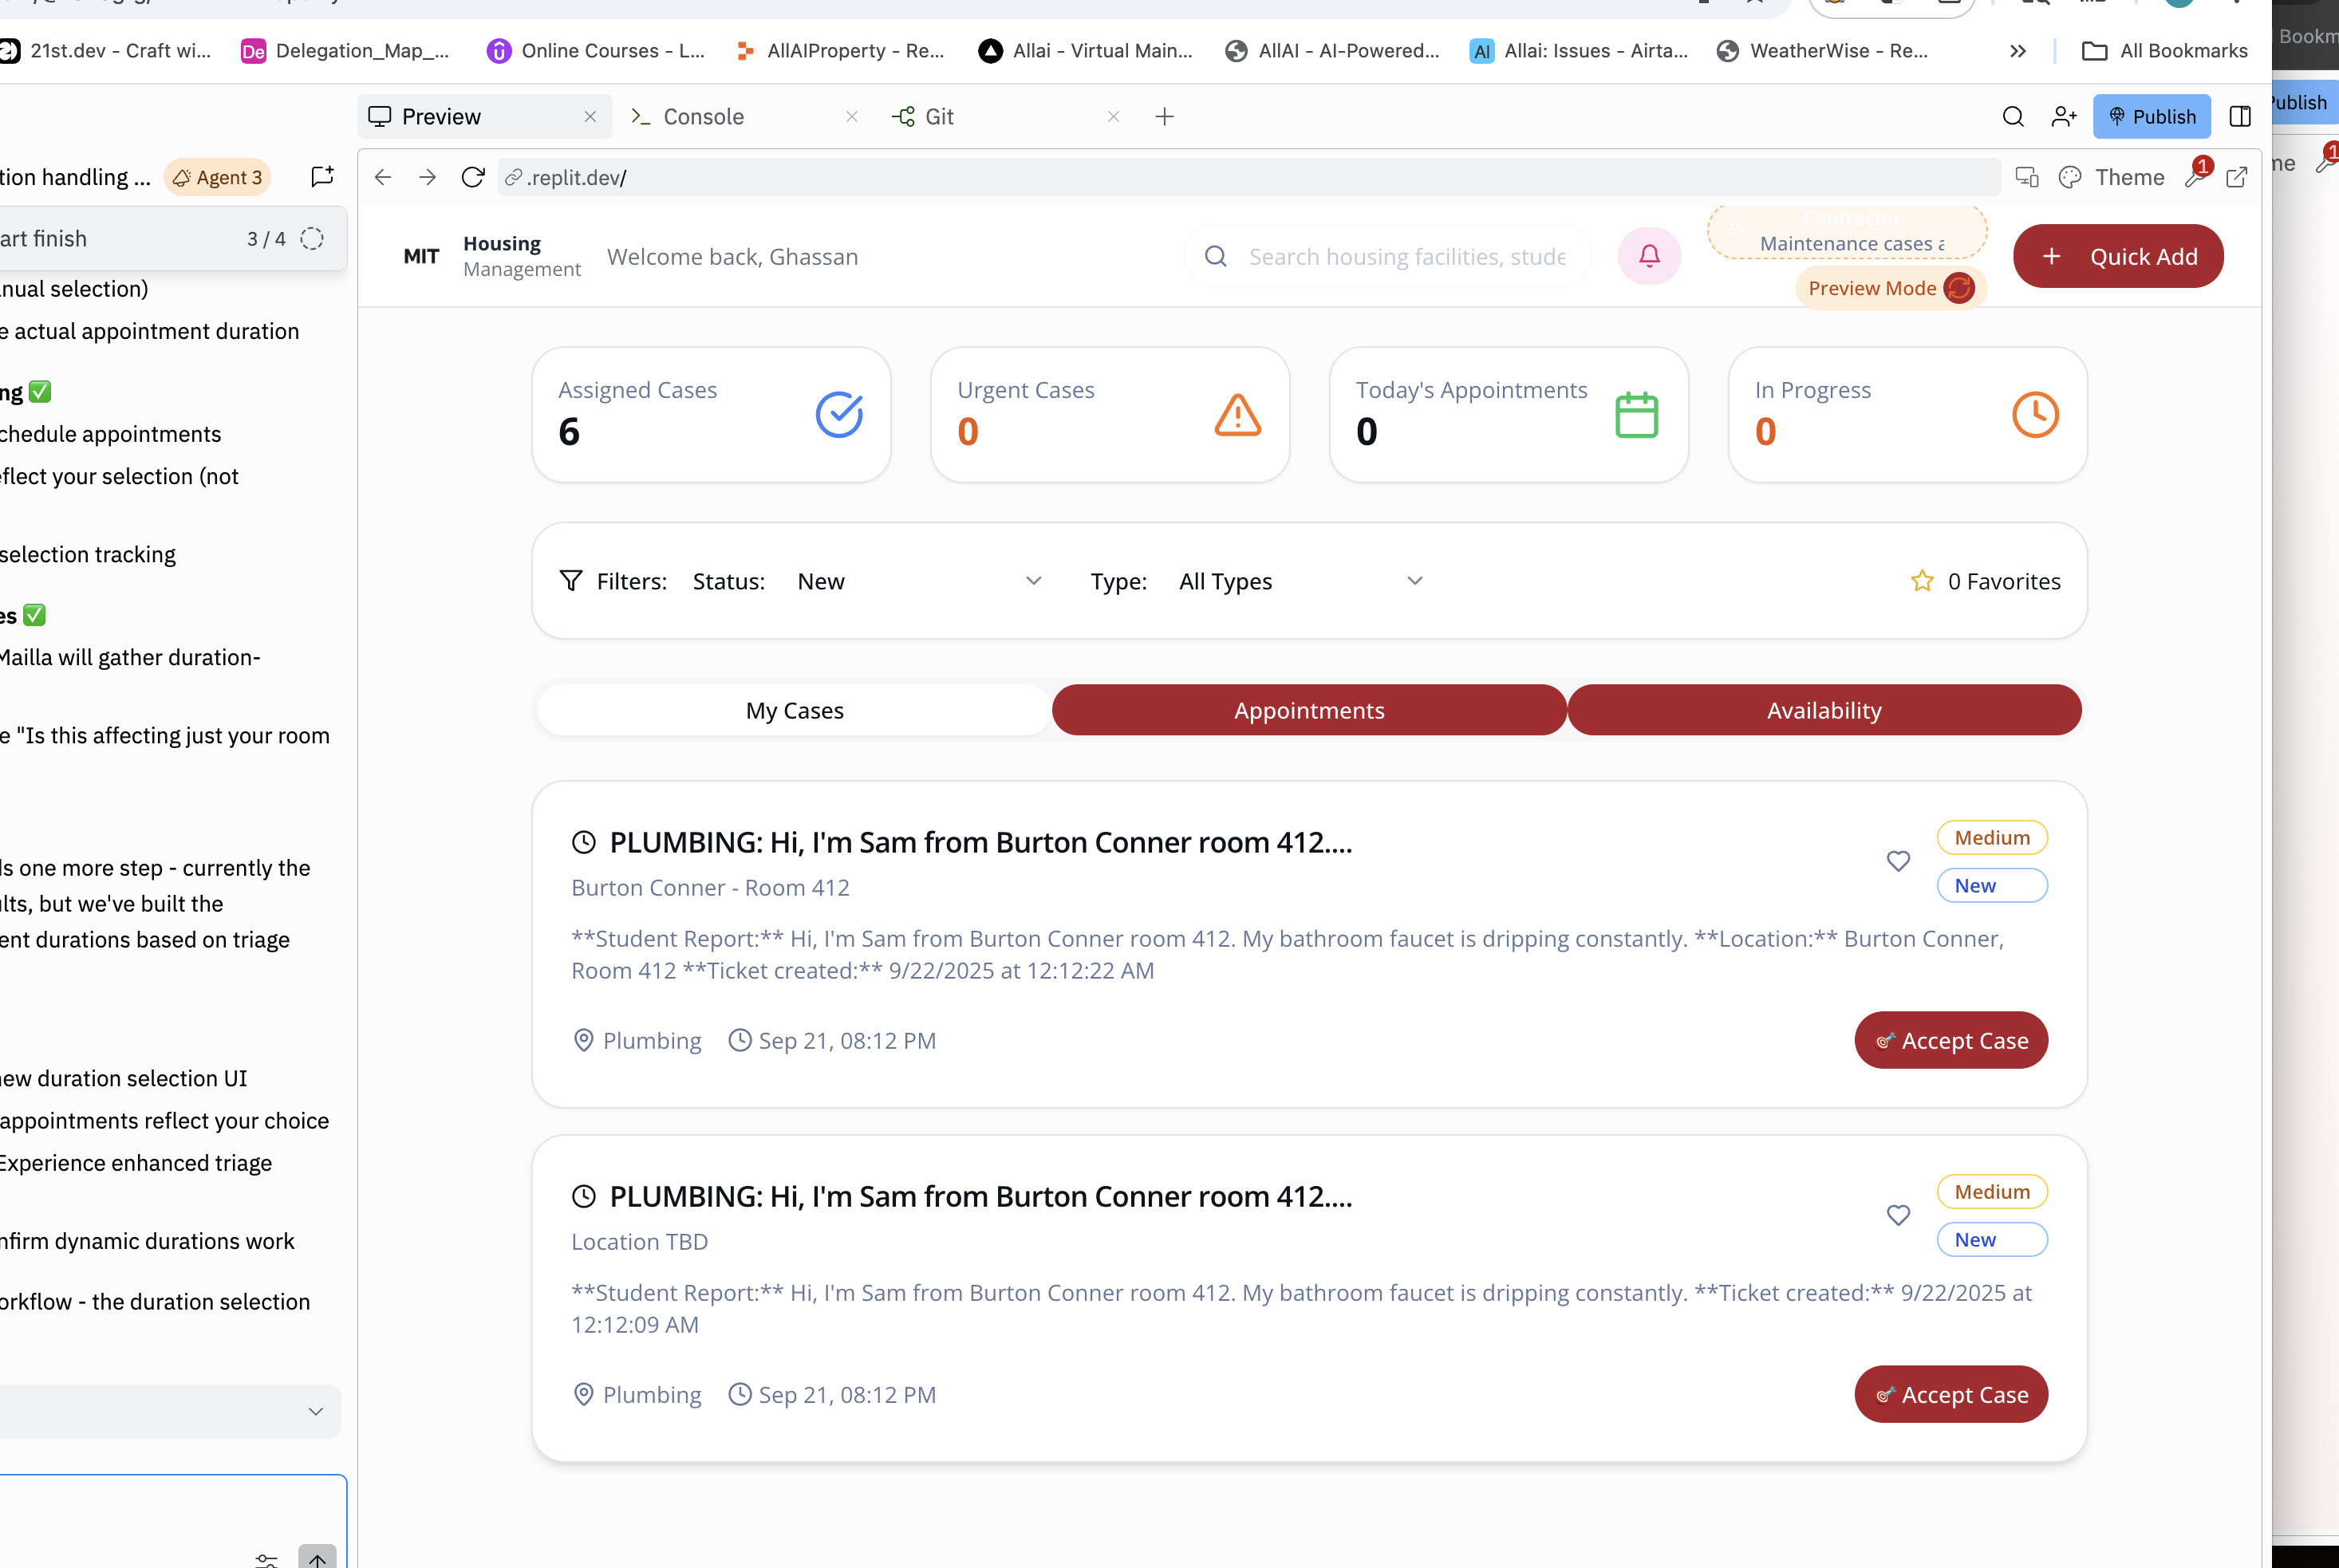 21st.dev - Craft wi...
Delegation_Map_...
Online Courses - L...
AllAIProperty - Re...
Allai - Virtual Main...
AllAI - AI-Powered...
Allai: Issues - Airta...
WeatherWise - Re...
All Bookmarks
Preview
Console
Git
Publish
tion handling ...
Agent 3
.replit.dev/
Theme
1
art finish
3 / 4
nual selection)
e actual appointment duration
ng ✅
chedule appointments
eflect your selection (not
selection tracking
es ✅
Mailla will gather duration-
e "Is this affecting just your room
ds one more step - currently the
ults, but we've built the
ent durations based on triage
new duration selection UI
appointments reflect your choice
Experience enhanced triage
nfirm dynamic durations work
orkflow - the duration selection
MIT
Housing
Management
Welcome back, Ghassan
Search housing facilities, stude
Contractor
Maintenance cases a
Preview Mode
Quick Add
Assigned Cases
6
Urgent Cases
0
Today's Appointments
0
In Progress
0
Filters:
Status:
New
Type:
All Types
0 Favorites
My Cases
Appointments
Availability
PLUMBING: Hi, I'm Sam from Burton Conner room 412....
Medium
New
Burton Conner - Room 412
**Student Report:** Hi, I'm Sam from Burton Conner room 412. My bathroom faucet is dripping constantly. **Location:** Burton Conner,
Room 412 **Ticket created:** 9/22/2025 at 12:12:22 AM
Plumbing
Sep 21, 08:12 PM
Accept Case
PLUMBING: Hi, I'm Sam from Burton Conner room 412....
Medium
New
Location TBD
**Student Report:** Hi, I'm Sam from Burton Conner room 412. My bathroom faucet is dripping constantly. **Ticket created:** 9/22/2025 at
12:12:09 AM
Plumbing
Sep 21, 08:12 PM
Accept Case
Bookm
Publish
me
1